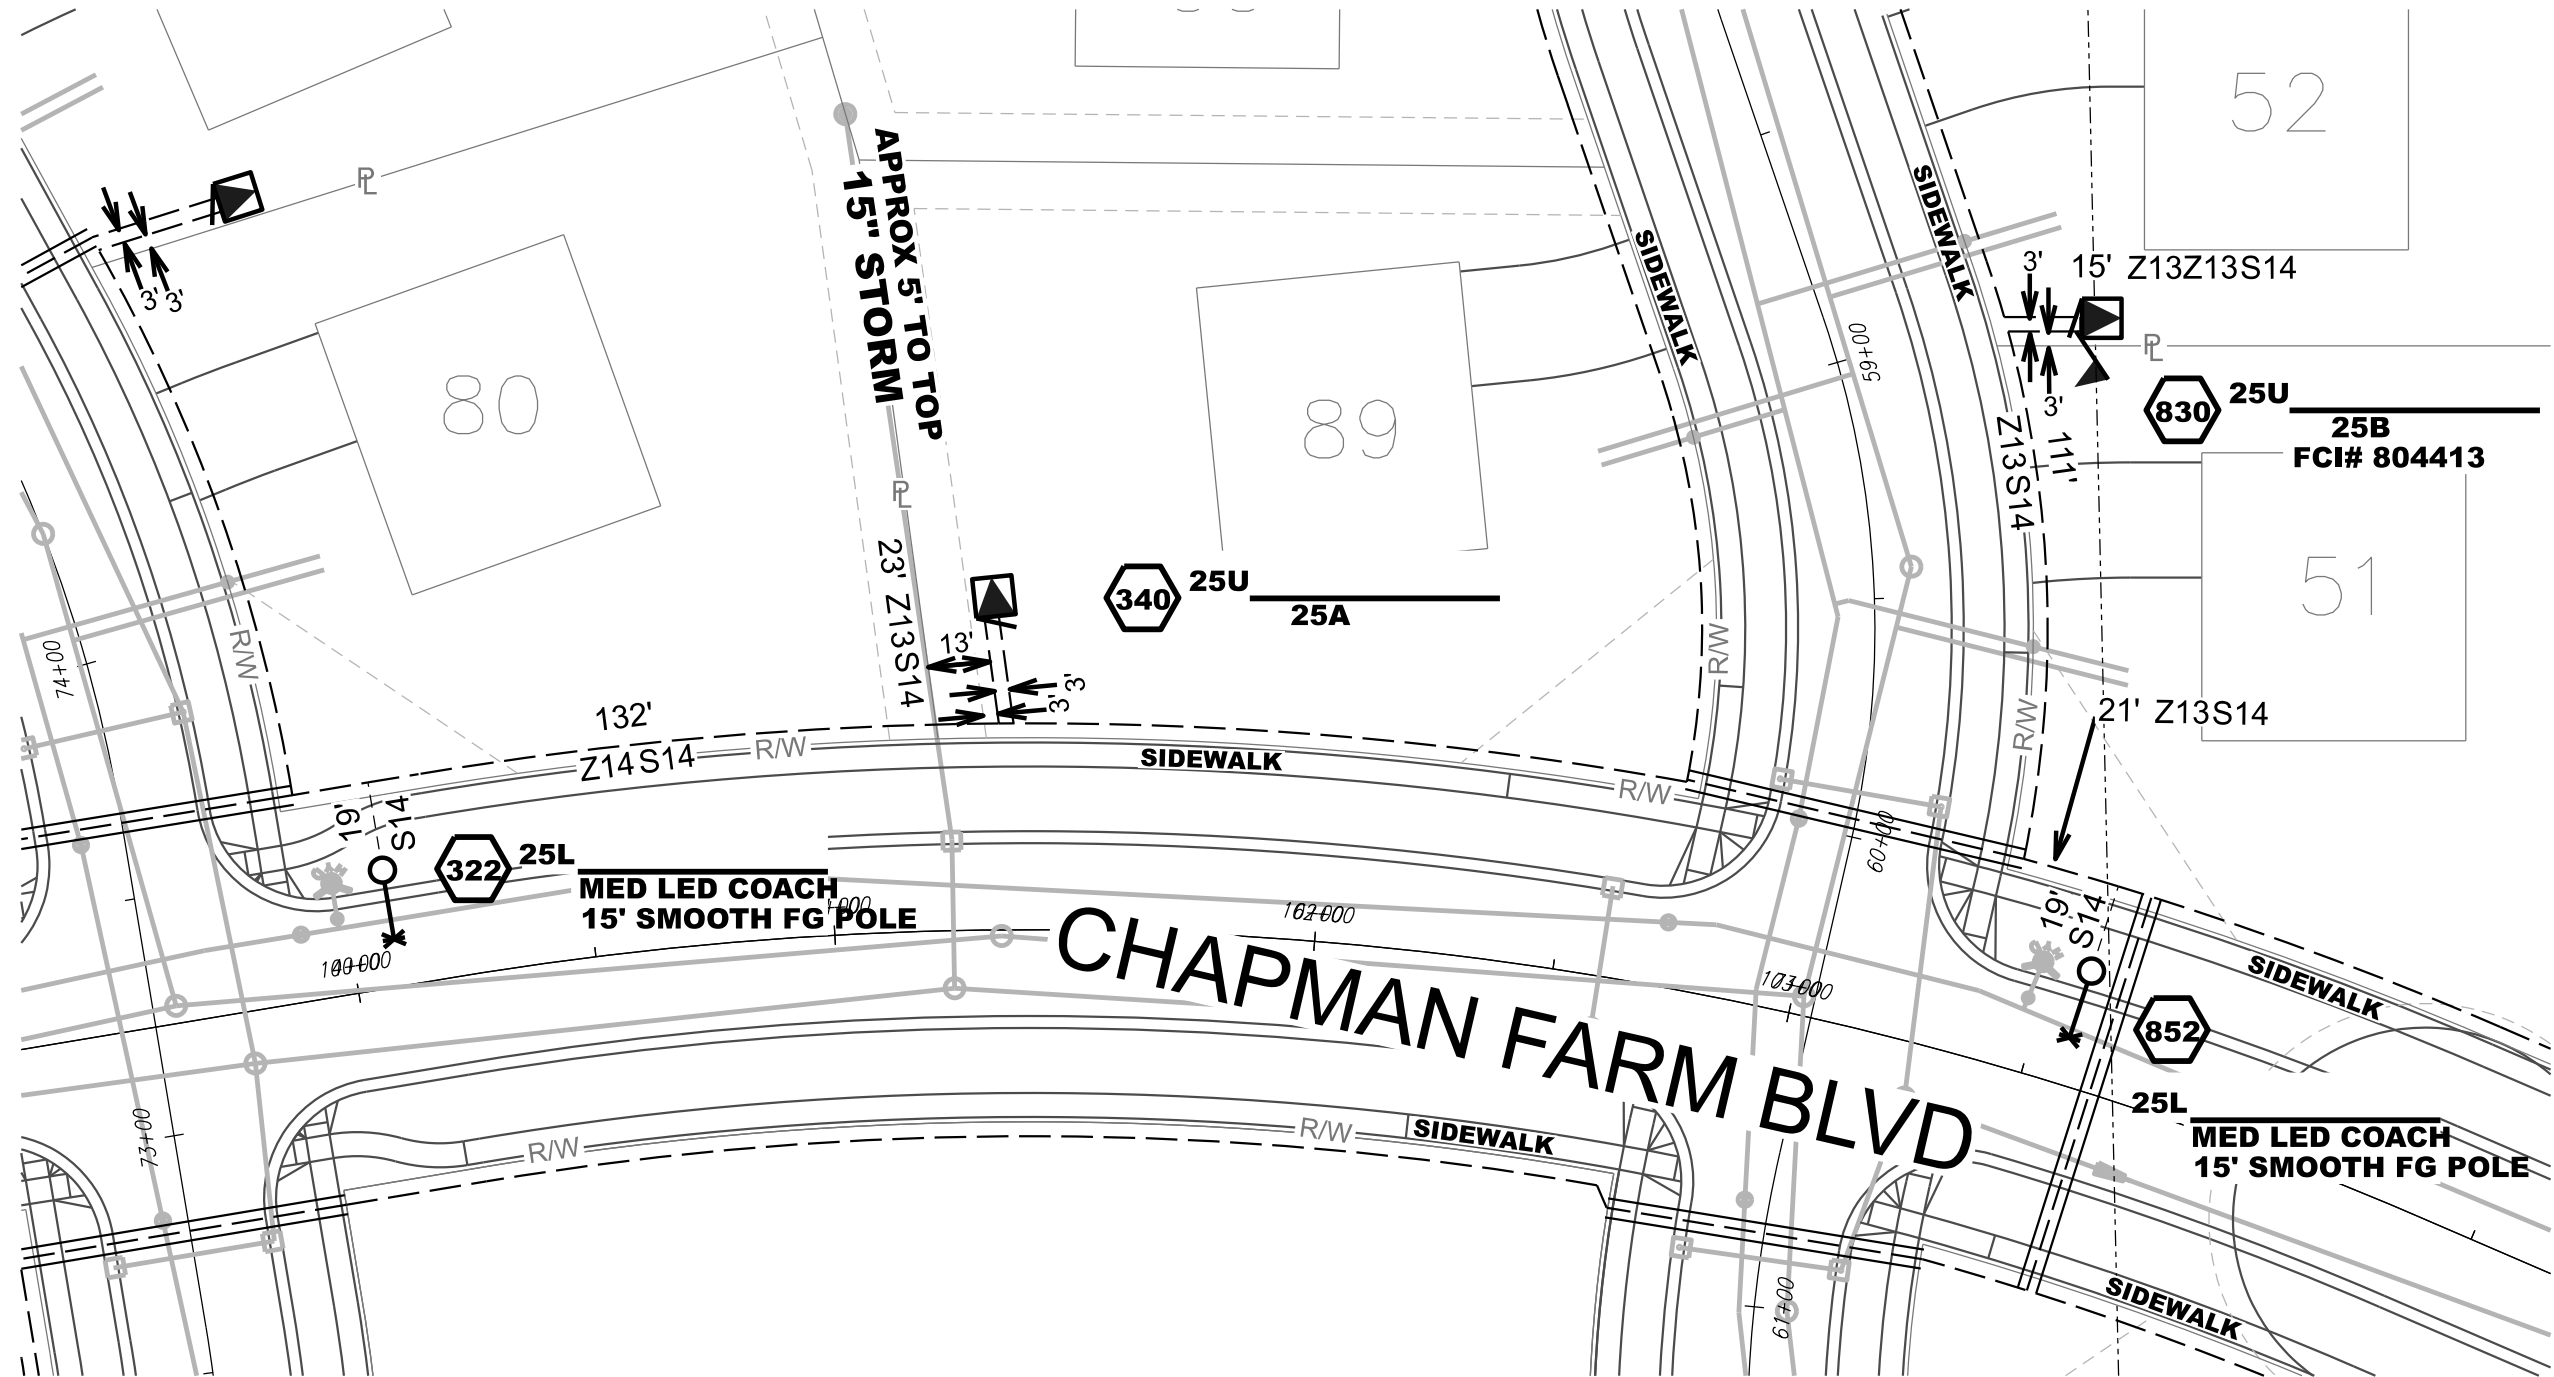 52
SIDEWALK
℄
3'
3'
APPROX 5' TO TOP
15" STORM
SIDEWALK
3'
15' Z13Z13S14
℄
3'
59+00
80
89
830
25U
25B
FCI# 804413
Z13S14
111'
℄
51
23' Z13S14
340
25U
25A
13'
3'
3'
R/W
74+00
R/W
R/W
21' Z13S14
132'
Z14S14
R/W
SIDEWALK
R/W
19'
S14
322
25L
MED LED COACH
15' SMOOTH FG POLE
60+00
19'
S14
SIDEWALK
852
25L
MED LED COACH
15' SMOOTH FG POLE
CHAPMAN FARM BLVD
73+00
R/W
R/W
SIDEWALK
61+00
SIDEWALK